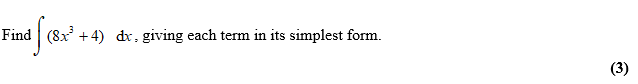 Find ∫(8x³ + 4) dx, giving each term in its simplest form.
(3)